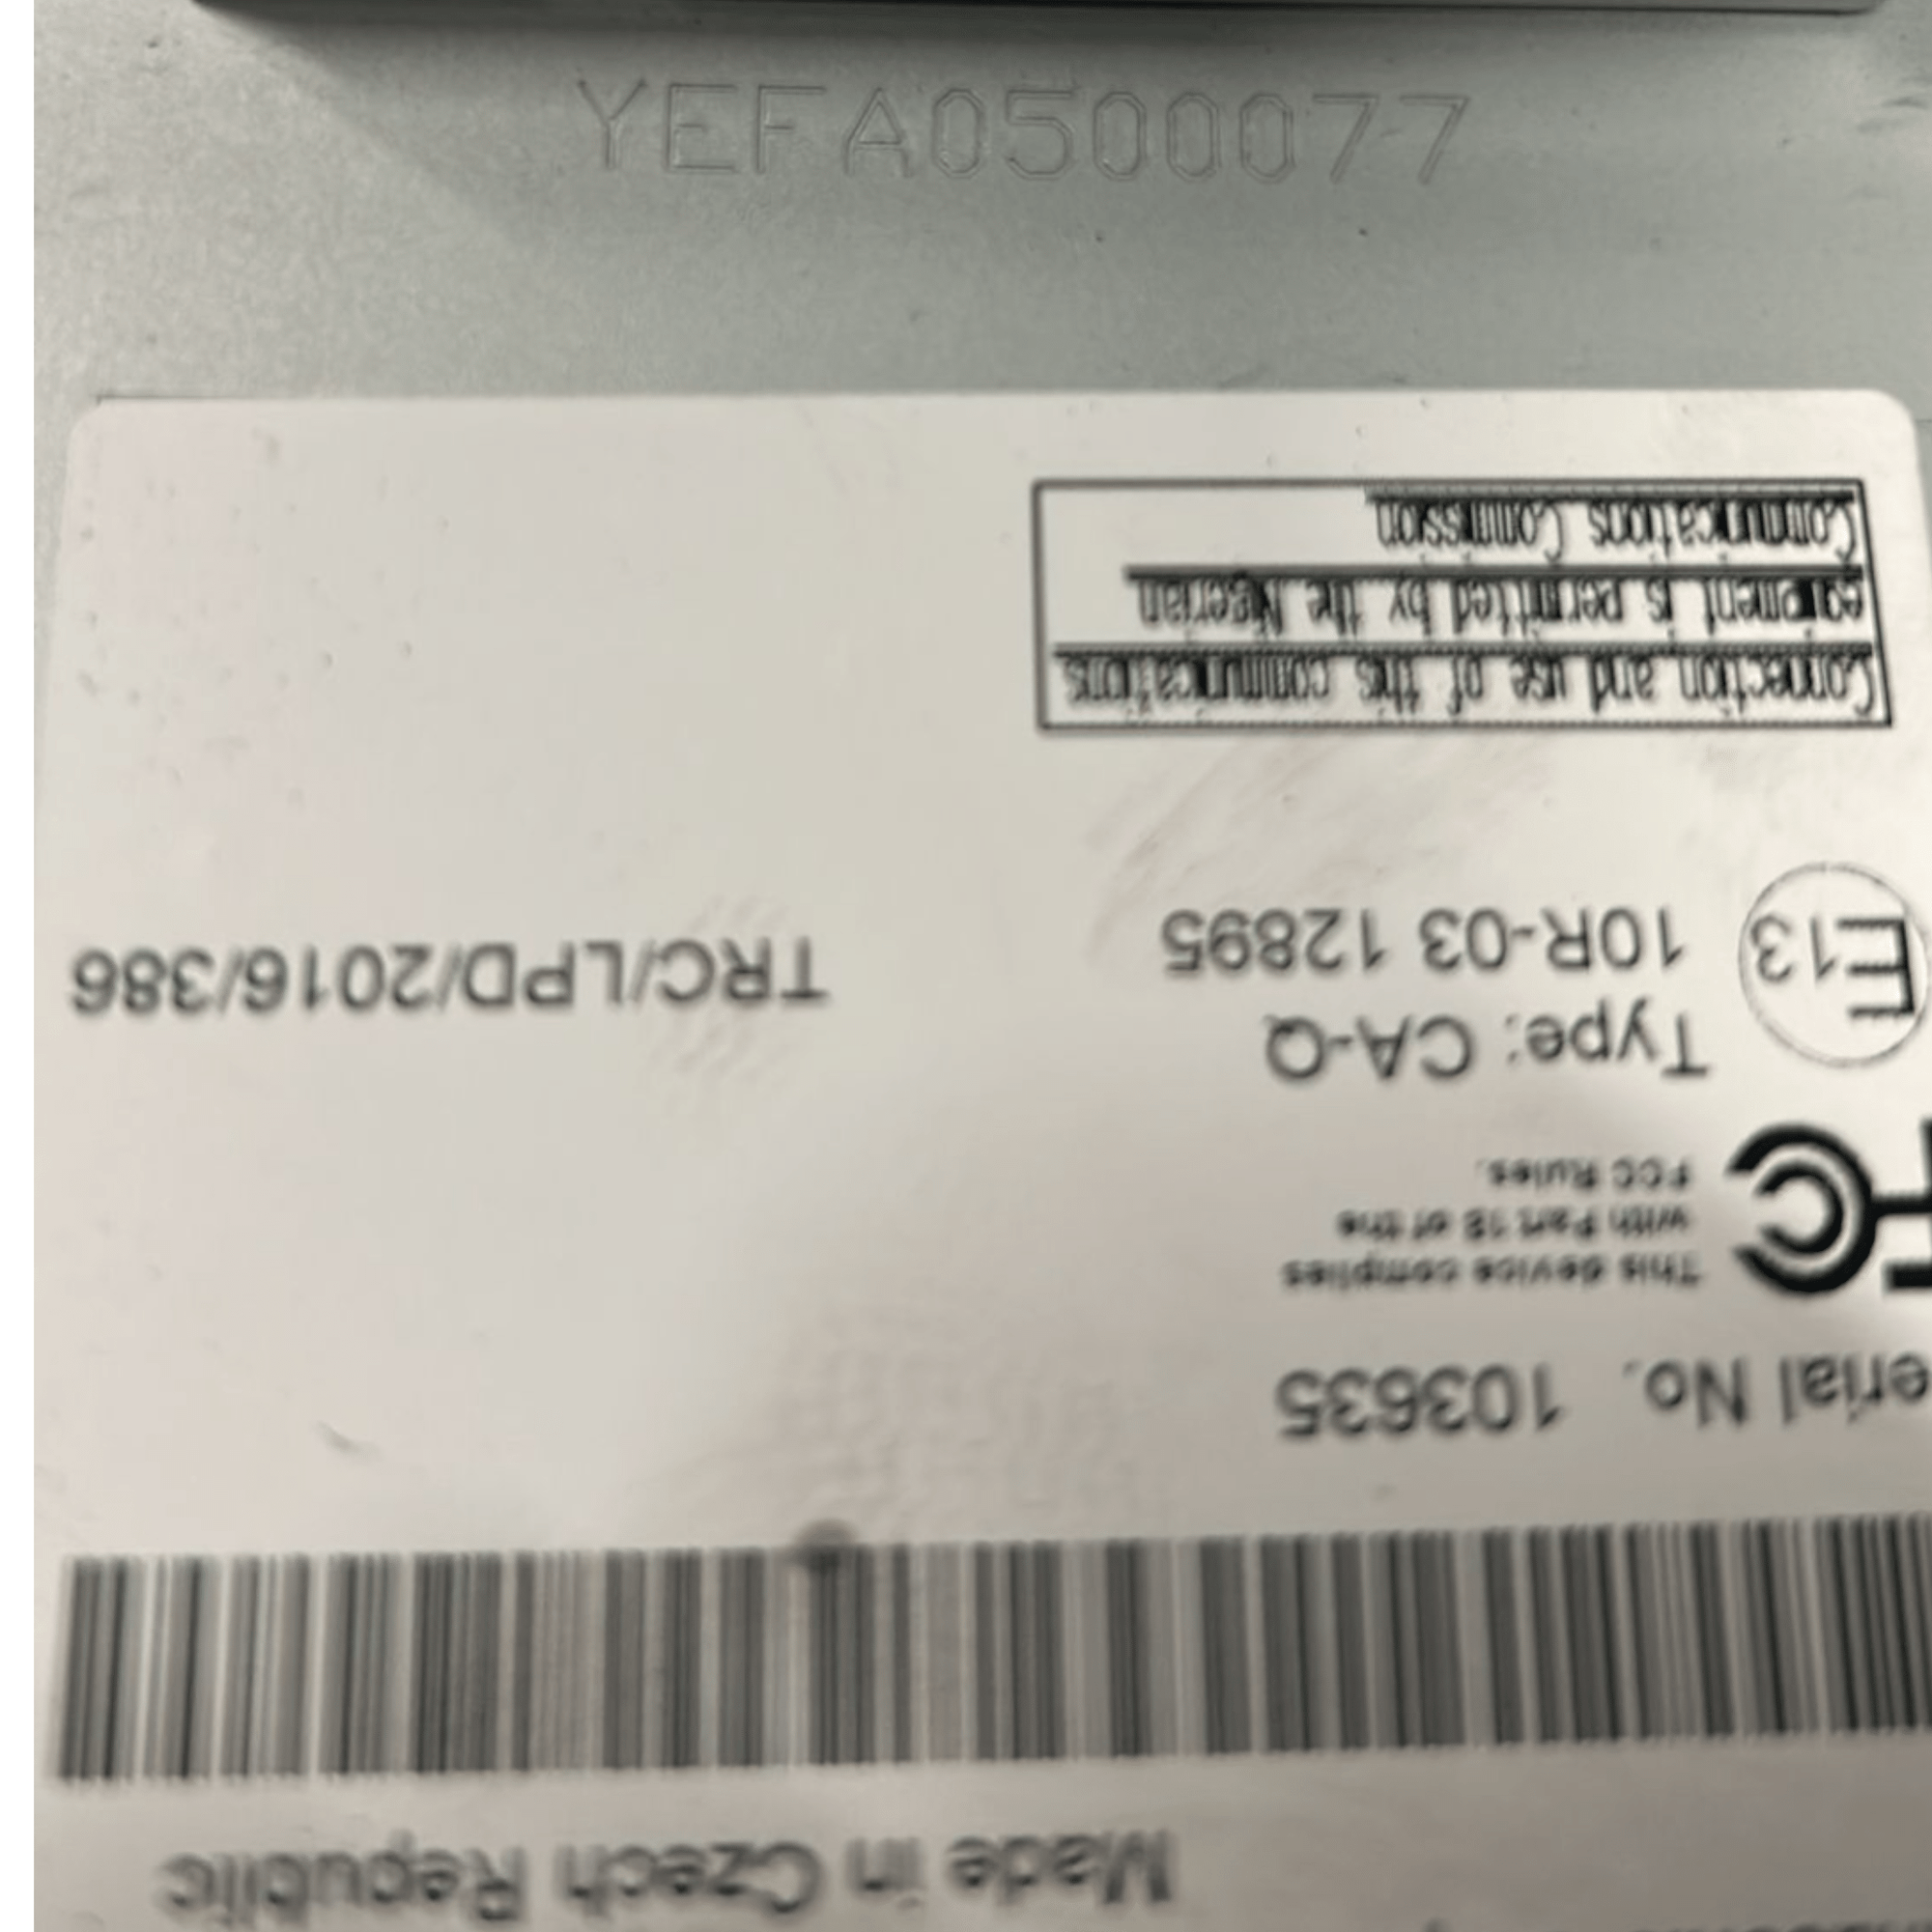 YEFA0500077
Made in Czech Republic
erial No. 103635
FC
This device complies
with Part 15 of the
FCC Rules.
Type: CA-Q
E13 10R-03 12895
TRC/LPD/2016/386
Connection and use of this communications
equipment is permitted by the Nigerian
Communications Commission